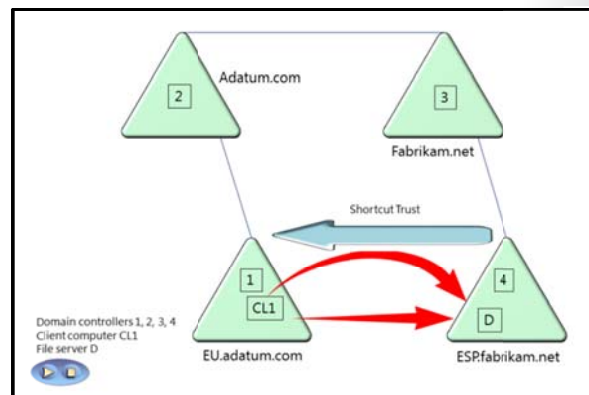 Adatum.com
2
3
Fabrikam.net
Shortcut Trust
1
CL1
4
D
Domain controllers 1, 2, 3, 4
Client computer CL1
File server D
EU.adatum.com
ESP.fabrikam.net